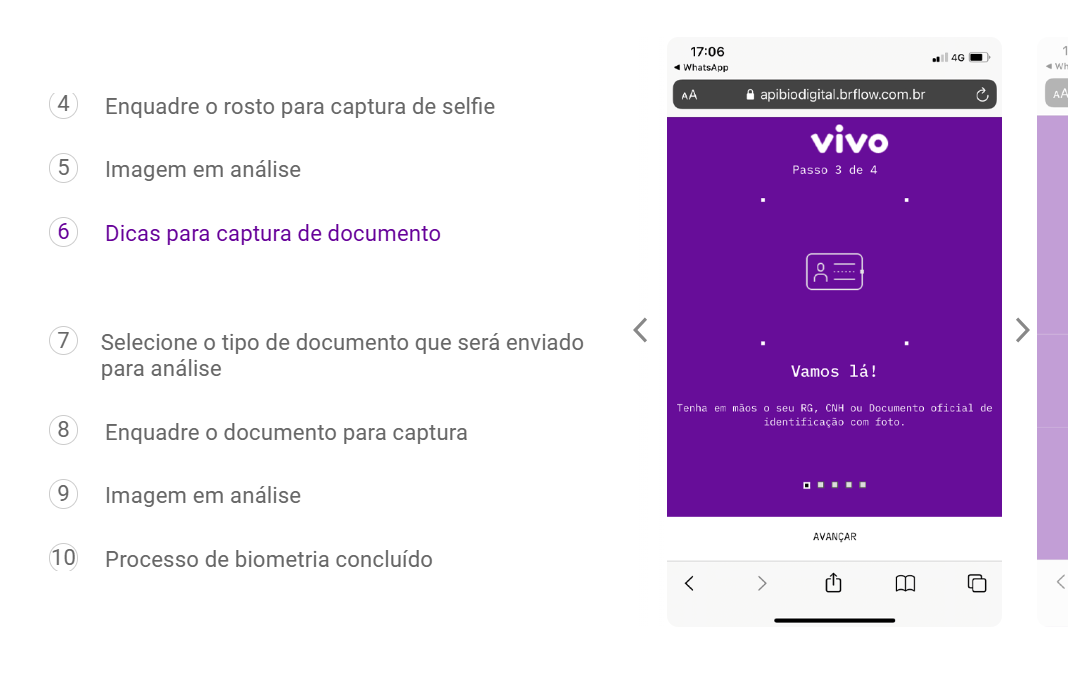 4 Enquadre o rosto para captura de selfie
5 Imagem em análise
6 Dicas para captura de documento
7 Selecione o tipo de documento que será enviado
para análise
8 Enquadre o documento para captura
9 Imagem em análise
10 Processo de biometria concluído
17:06
4G
◀ WhatsApp
AA apibiodigital.brflow.com.br
vivo
Passo 3 de 4
Vamos lá!
Tenha em mãos o seu RG, CNH ou Documento oficial de
identificação com foto.
AVANÇAR
1
◀ Wh
AA